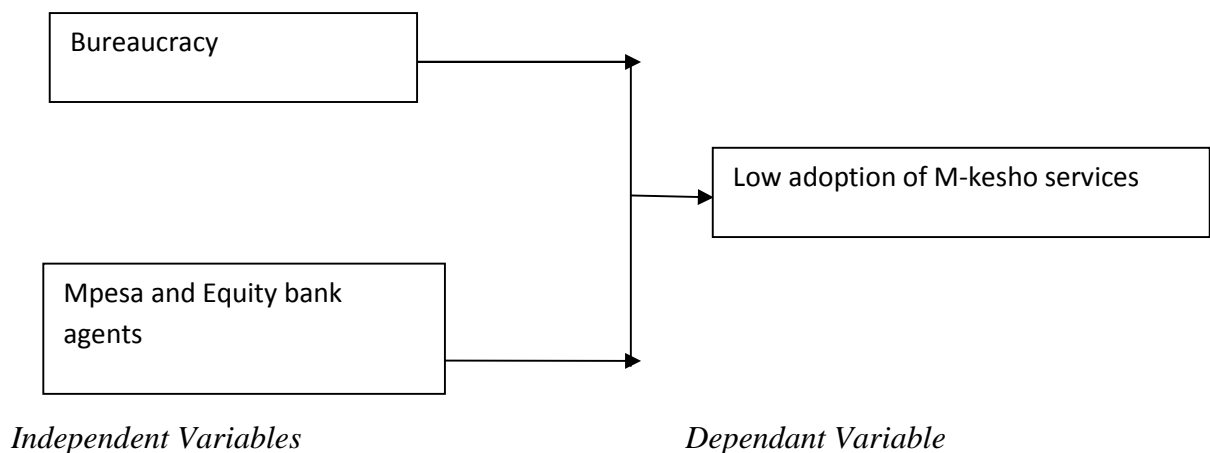 Bureaucracy
Low adoption of M-kesho services
Mpesa and Equity bank
agents
Independent Variables
Dependant Variable